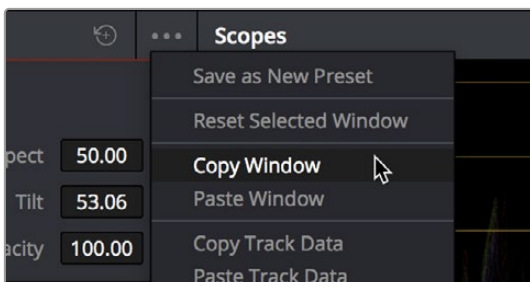 Scopes
Save as New Preset
Reset Selected Window
pect 50.00
Copy Window
Tilt 53.06
Paste Window
acity 100.00
Copy Track Data
Paste Track Data